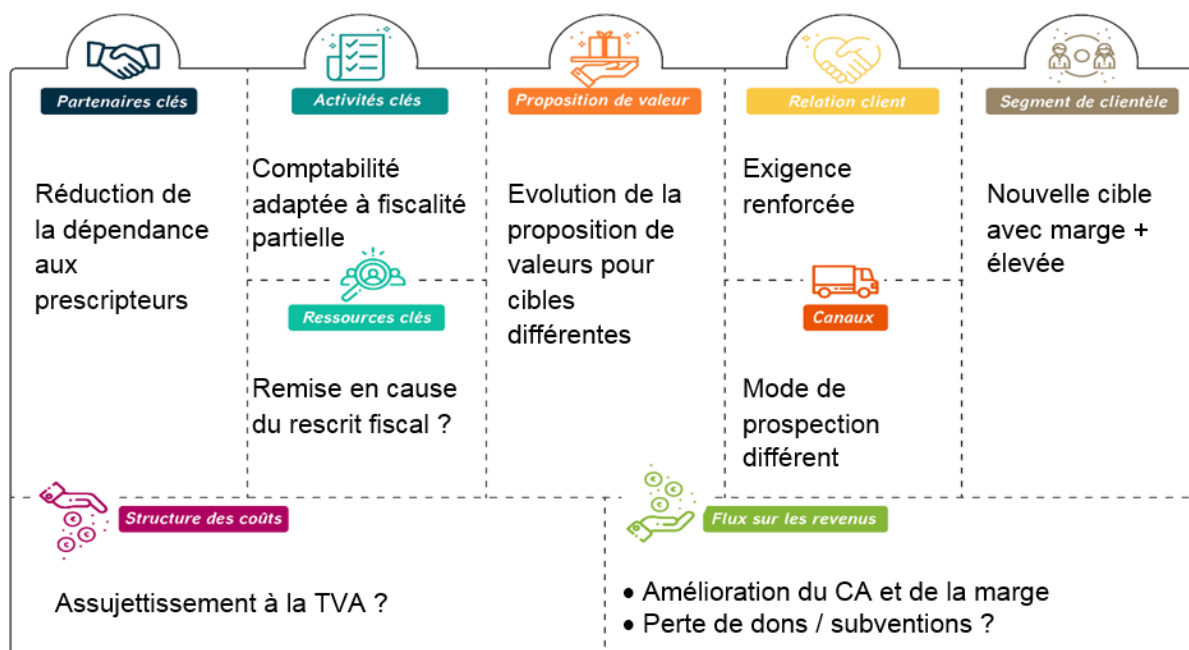 Partenaires clés
Réduction de
la dépendance
aux
prescripteurs
Activités clés
Comptabilité
adaptée à fiscalité
partielle
Ressources clés
Remise en cause
du rescrit fiscal ?
Proposition de valeur
Evolution de la
proposition de
valeurs pour
cibles
différentes
Relation client
Exigence
renforcée
Canaux
Mode de
prospection
différent
Segment de clientèle
Nouvelle cible
avec marge +
élevée
Structure des coûts
Assujettissement à la TVA ?
Flux sur les revenus
• Amélioration du CA et de la marge
• Perte de dons / subventions ?